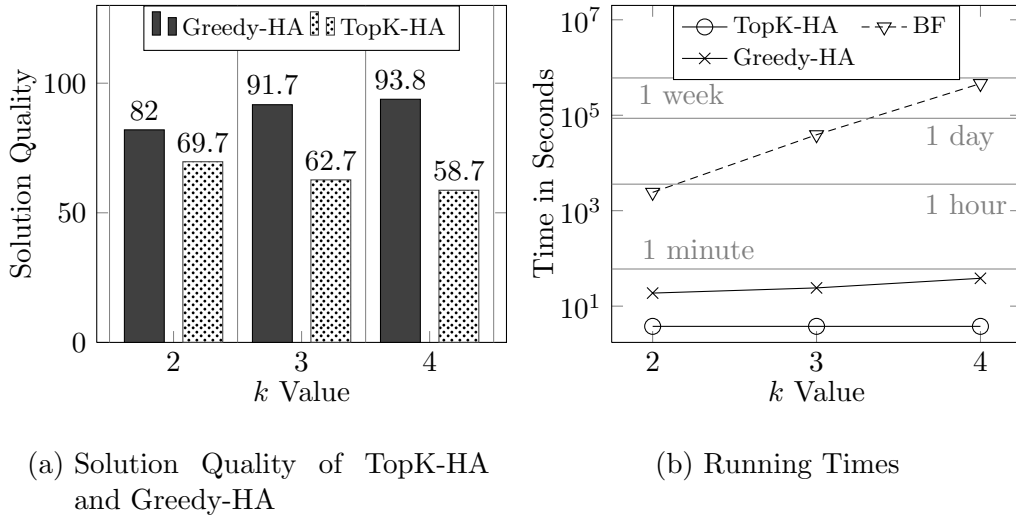 Greedy-HA TopK-HA
Solution Quality
100
50
0
82
69.7
91.7
62.7
93.8
58.7
2 3 4
k Value
(a) Solution Quality of TopK-HA
and Greedy-HA
TopK-HA BF
Greedy-HA
Time in Seconds
10^7
10^5
10^3
10^1
1 week
1 day
1 hour
1 minute
2 3 4
k Value
(b) Running Times